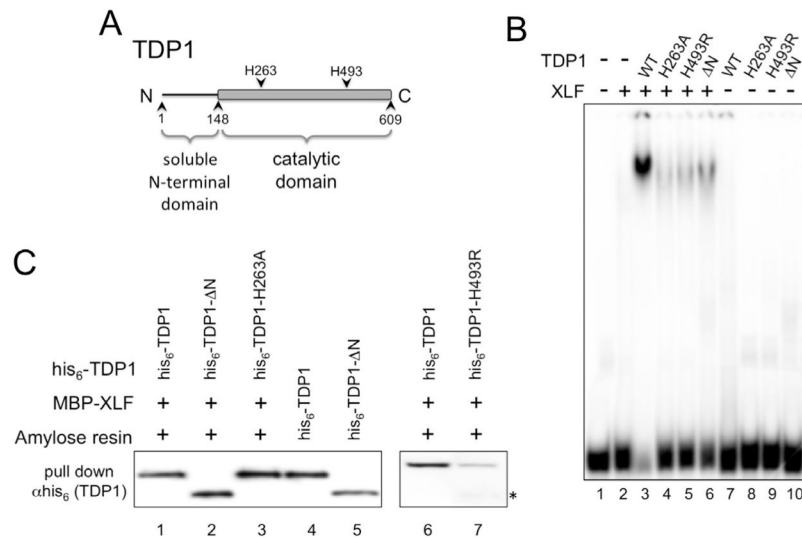 A
TDP1
H263 H493
N C
1 148 609
soluble
N-terminal
domain
catalytic
domain
B
TDP1 - - WT H263A H493R ΔN WT H263A H493R ΔN
XLF - + + + + + - - - -
1 2 3 4 5 6 7 8 9 10
C
his6-TDP1 his6-TDP1 his6-TDP1-ΔN his6-TDP1-H263A his6-TDP1 his6-TDP1-ΔN his6-TDP1 his6-TDP1-H493R
MBP-XLF + + + + +
Amylose resin + + + + +
pull down
αhis6 (TDP1)
*
1 2 3 4 5 6 7